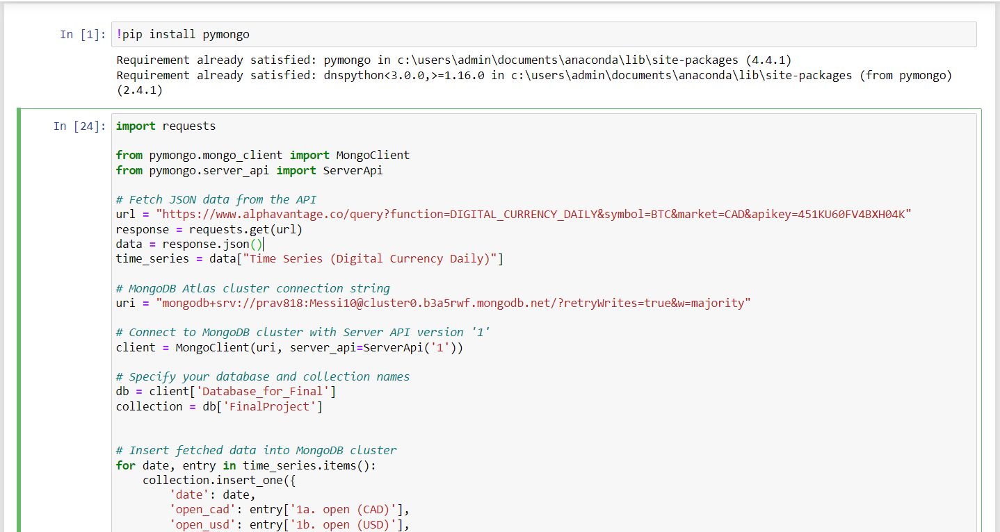 In [1]: !pip install pymongo
Requirement already satisfied: pymongo in c:\users\admin\documents\anaconda\lib\site-packages (4.4.1)
Requirement already satisfied: dnspython<3.0.0,>=1.16.0 in c:\users\admin\documents\anaconda\lib\site-packages (from pymongo)
(2.4.1)
In [24]: import requests
from pymongo.mongo_client import MongoClient
from pymongo.server_api import ServerApi
# Fetch JSON data from the API
url = "https://www.alphavantage.co/query?function=DIGITAL_CURRENCY_DAILY&symbol=BTC&market=CAD&apikey=451KU60FV4BXH04K"
response = requests.get(url)
data = response.json()
time_series = data["Time Series (Digital Currency Daily)"]
# MongoDB Atlas cluster connection string
uri = "mongodb+srv://prav818:Messi10@cluster0.b3a5rwf.mongodb.net/?retryWrites=true&w=majority"
# Connect to MongoDB cluster with Server API version '1'
client = MongoClient(uri, server_api=ServerApi('1'))
# Specify your database and collection names
db = client['Database_for_Final']
collection = db['FinalProject']
# Insert fetched data into MongoDB cluster
for date, entry in time_series.items():
    collection.insert_one({
        'date': date,
        'open_cad': entry['1a. open (CAD)'],
        'open_usd': entry['1b. open (USD)'],